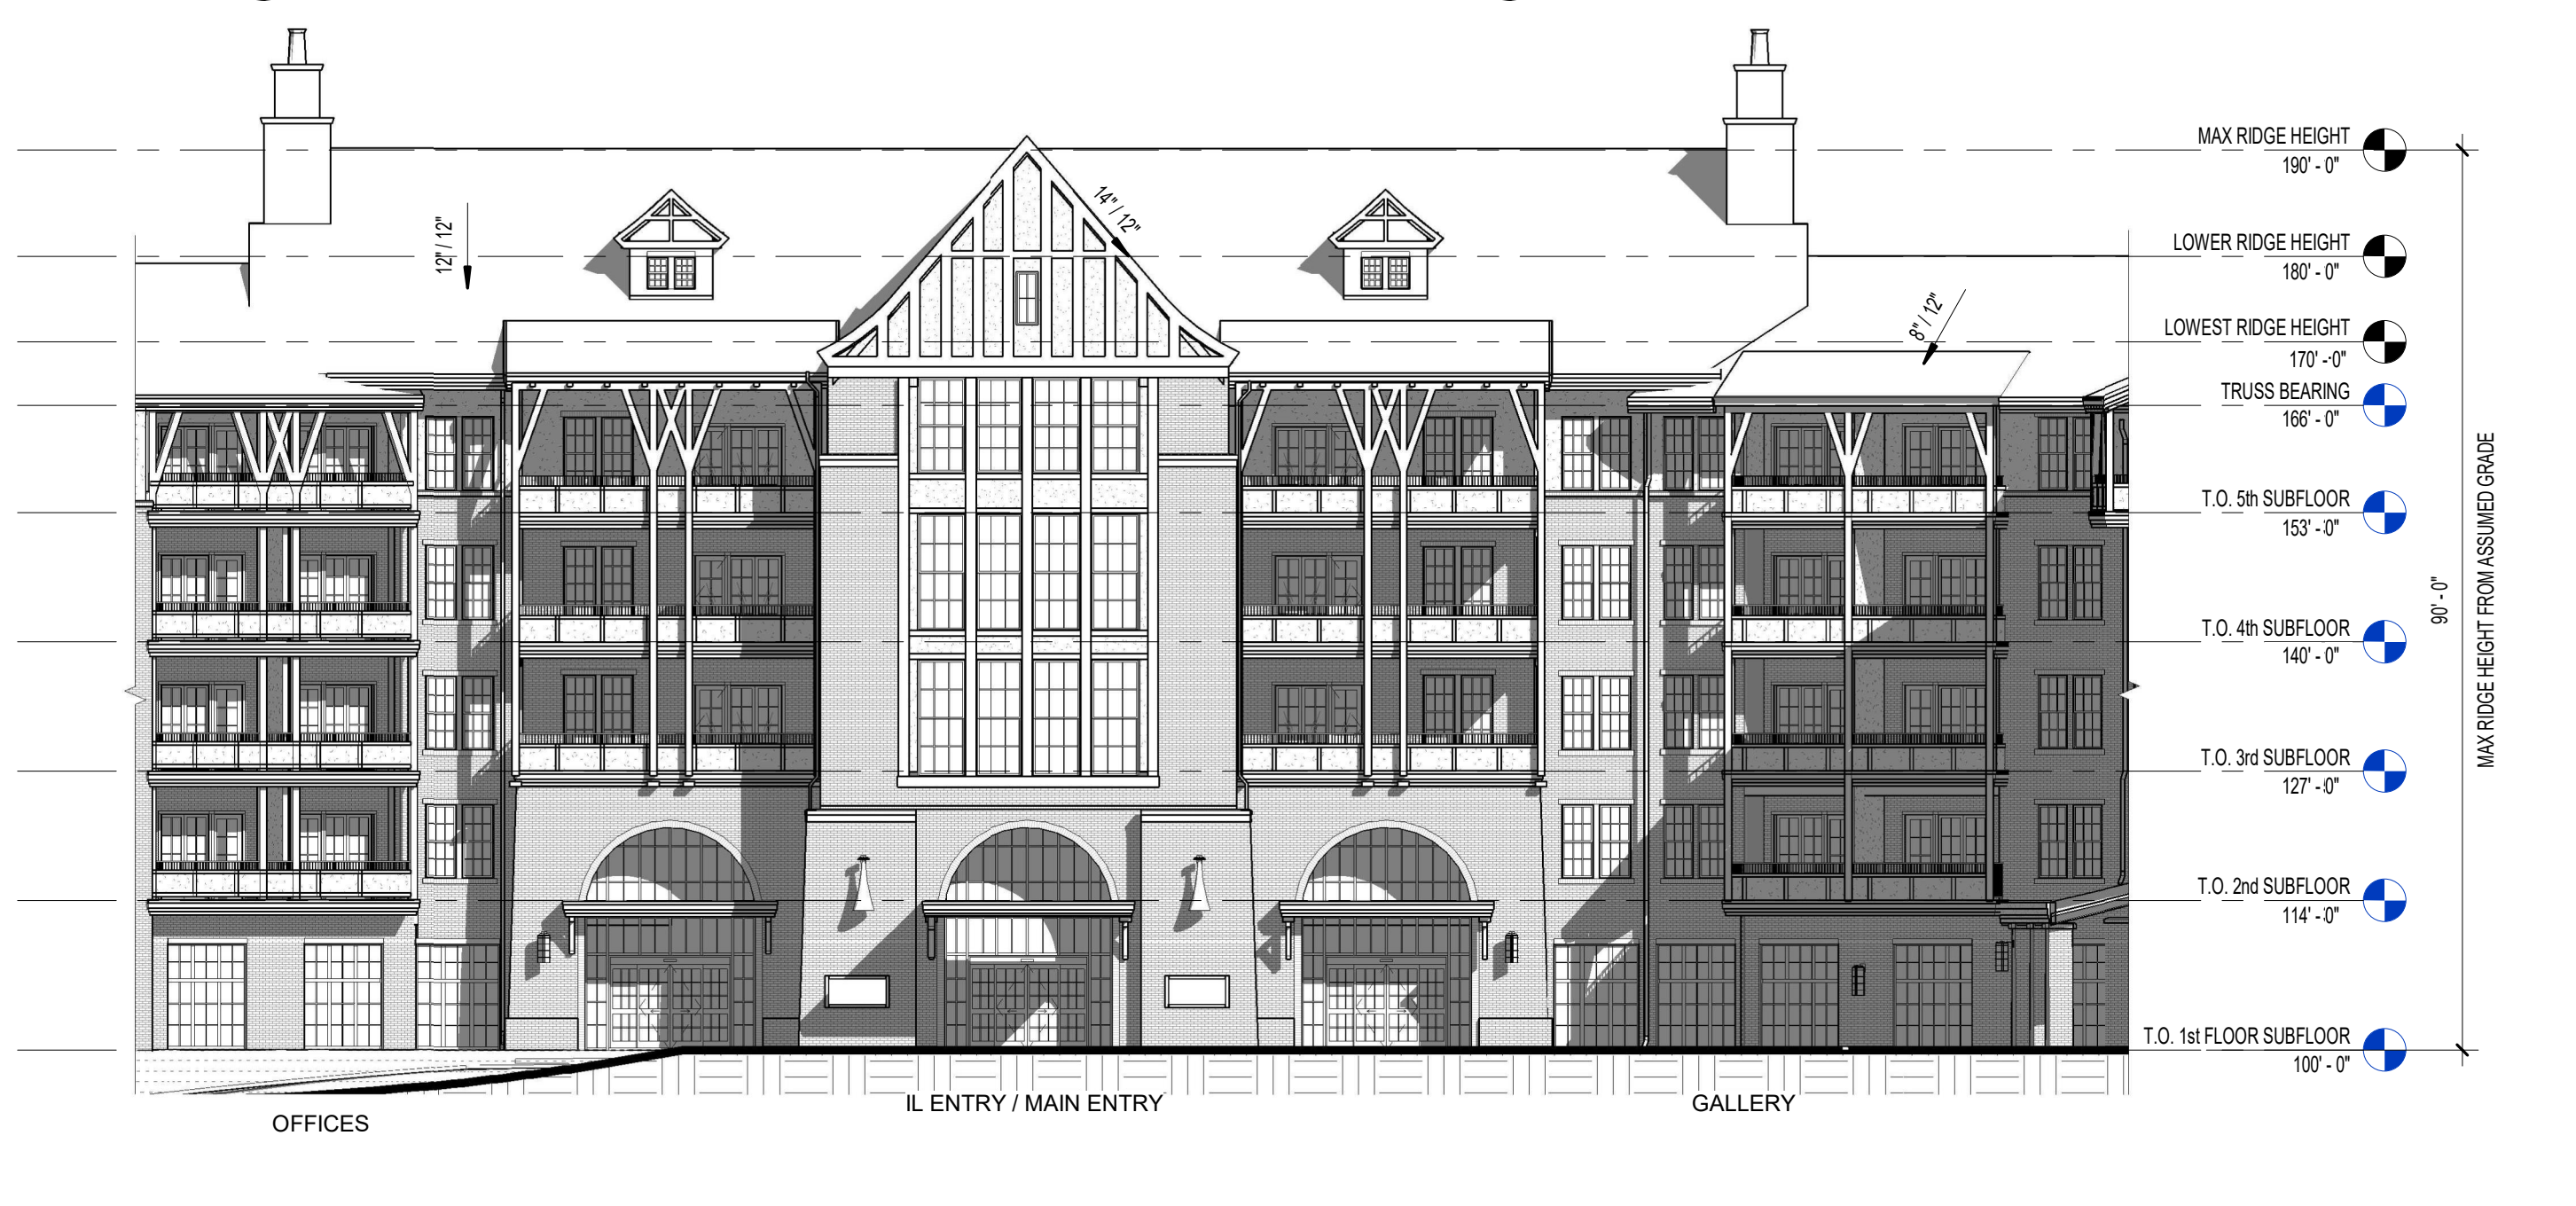 MAX RIDGE HEIGHT
190' - 0"
14" / 12"
12" / 12"
LOWER RIDGE HEIGHT
180' - 0"
8" / 12"
LOWEST RIDGE HEIGHT
170' - 0"
TRUSS BEARING
166' - 0"
T.O. 5th SUBFLOOR
153' - 0"
T.O. 4th SUBFLOOR
140' - 0"
90' - 0"
MAX RIDGE HEIGHT FROM ASSUMED GRADE
T.O. 3rd SUBFLOOR
127' - 0"
T.O. 2nd SUBFLOOR
114' - 0"
T.O. 1st FLOOR SUBFLOOR
100' - 0"
IL ENTRY / MAIN ENTRY
GALLERY
OFFICES